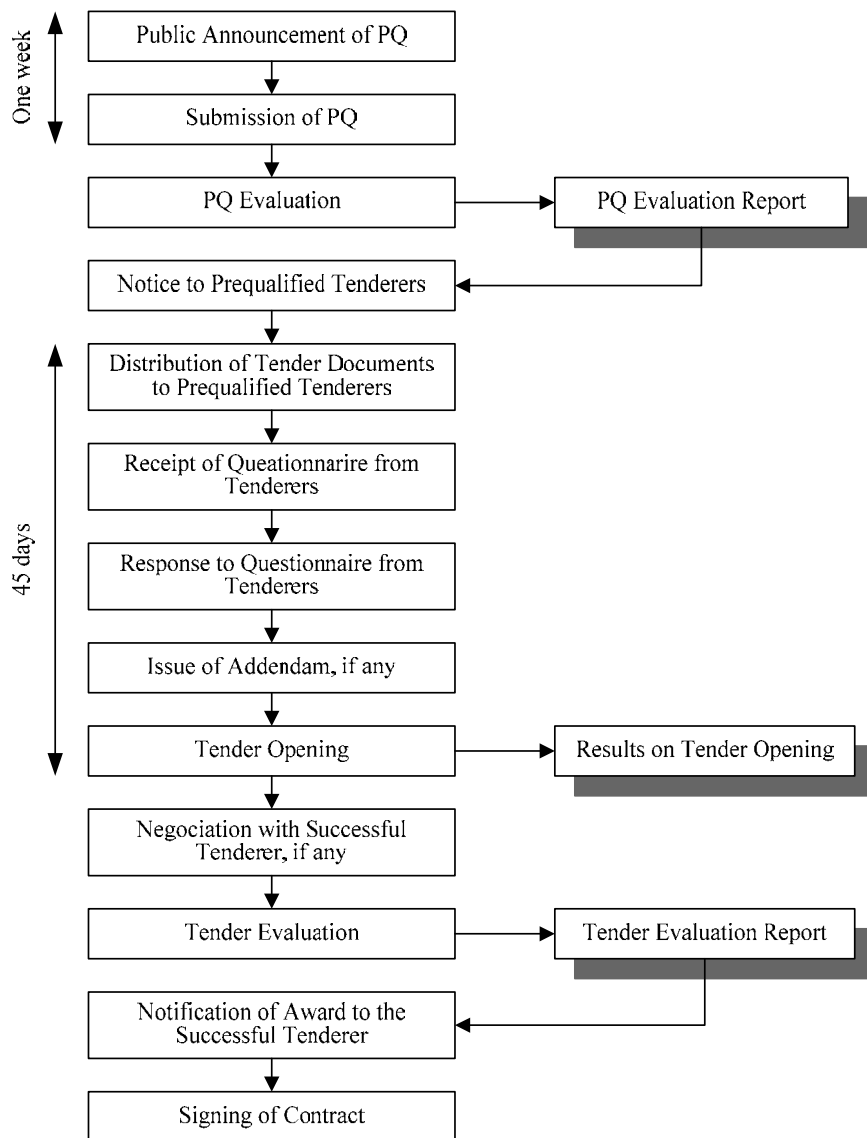 One week
Public Announcement of PQ
Submission of PQ
PQ Evaluation
PQ Evaluation Report
Notice to Prequalified Tenderers
45 days
Distribution of Tender Documents
to Prequalified Tenderers
Receipt of Queationnarire from
Tenderers
Response to Questionnaire from
Tenderers
Issue of Addendam, if any
Tender Opening
Results on Tender Opening
Negociation with Successful
Tenderer, if any
Tender Evaluation
Tender Evaluation Report
Notification of Award to the
Successful Tenderer
Signing of Contract